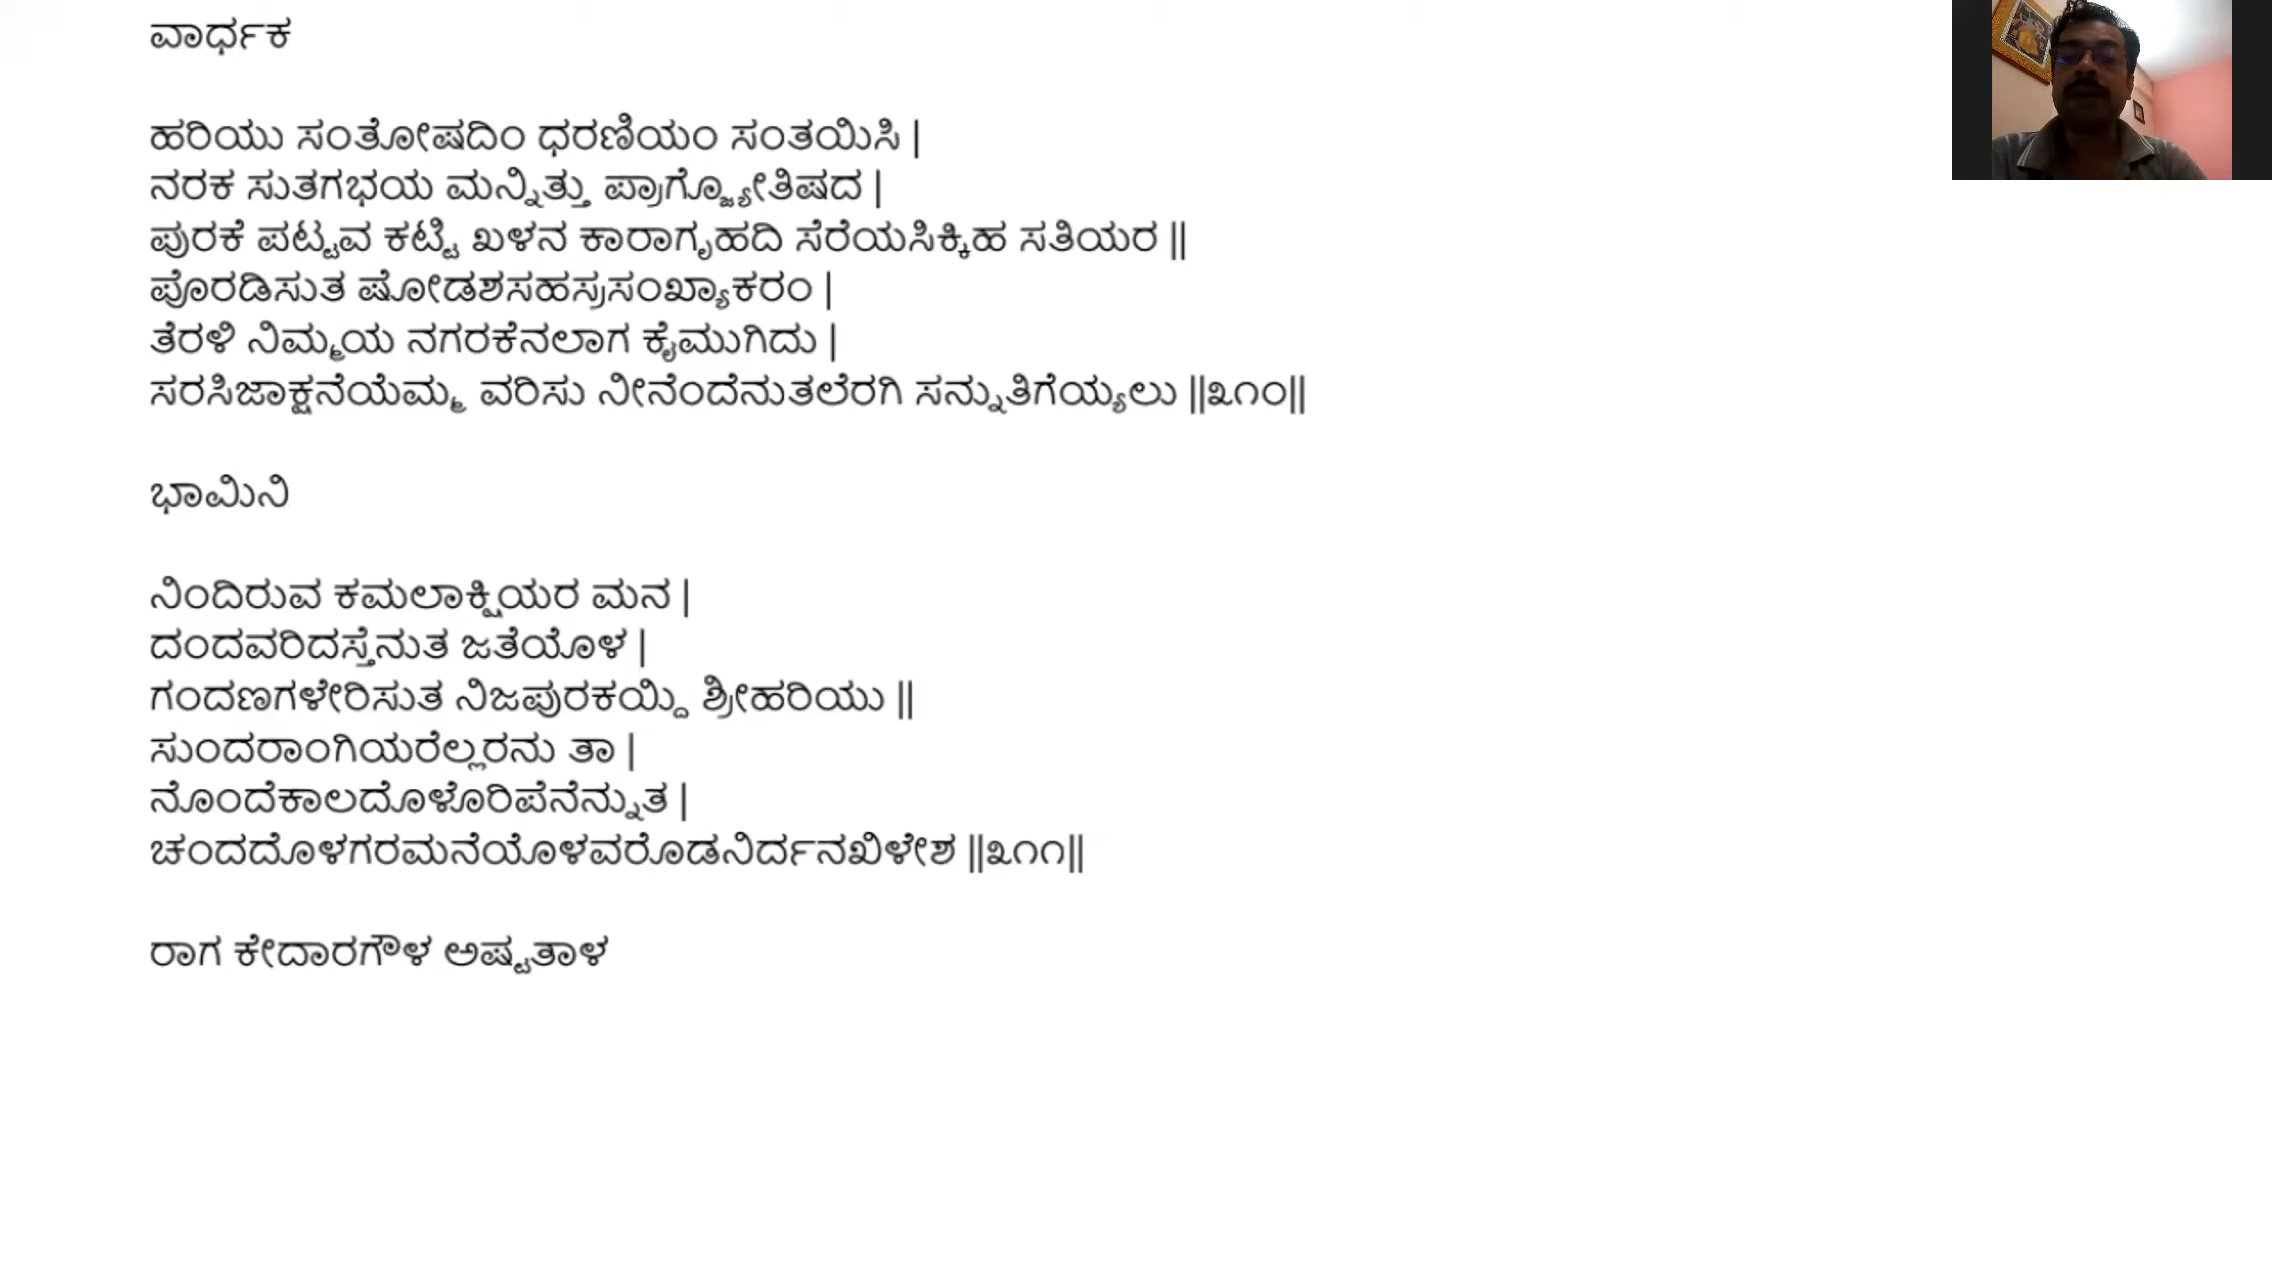 ವಾರ್ಧಕ
ಹರಿಯು ಸಂತೋಷದಿಂ ಧರಣಿಯಂ ಸಂತಯಿಸಿ |
ನರಕ ಸುತಗಭಯ ಮನ್ನಿತ್ತು ಪ್ರಾಗ್ಜ್ಯೋತಿಷದ |
ಪುರಕೆ ಪಟ್ಟವ ಕಟ್ಟಿ ಖಳನ ಕಾರಾಗೃಹದಿ ಸೆರೆಯಸಿಕ್ಕಿಹ ಸತಿಯರ ||
ಪೊರಡಿಸುತ ಷೋಡಶಸಹಸ್ರಸಂಖ್ಯಾಕರಂ |
ತೆರಳಿ ನಿಮ್ಮಯ ನಗರಕೆನಲಾಗ ಕೈಮುಗಿದು |
ಸರಸಿಜಾಕ್ಷನೆಯೆಮ್ಮ ವರಿಸು ನೀನೆಂದೆನುತಲೆರಗಿ ಸನ್ನುತಿಗೆಯ್ಯಲು ||೩೧೦||
ಭಾಮಿನಿ
ನಿಂದಿರುವ ಕಮಲಾಕ್ಷಿಯರ ಮನ |
ದಂದವರಿದಸ್ತೆನುತ ಜತೆಯೊಳ |
ಗಂದಣಗಳೇರಿಸುತ ನಿಜಪುರಕಯ್ದಿ ಶ್ರೀಹರಿಯು ||
ಸುಂದರಾಂಗಿಯರೆಲ್ಲರನು ತಾ |
ನೊಂದೆಕಾಲದೊಳೊರಿಪೆನೆನ್ನುತ |
ಚಂದದೊಳಗರಮನೆಯೊಳವರೊಡನಿರ್ದನಖಿಳೇಶ ||೩೧೧||
ರಾಗ ಕೇದಾರಗೌಳ ಅಷ್ಟತಾಳ